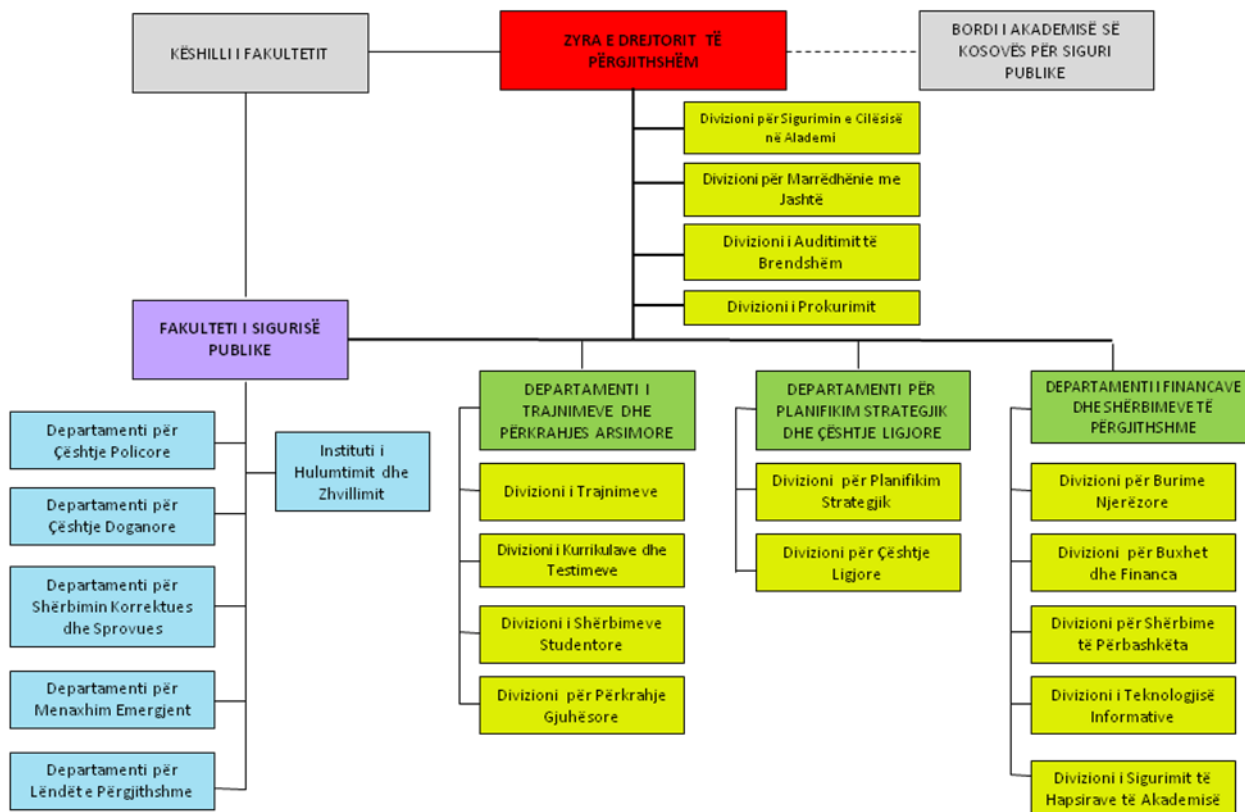 KËSHILLI I FAKULTETIT
ZYRA E DREJTORIT TË
PËRGJITHSHËM
BORDI I AKADEMISË SË
KOSOVËS PËR SIGURI
PUBLIKE
Divizioni për Sigurimin e Cilësisë
në Alademi
Divizioni për Marrëdhënie me
Jashtë
Divizioni i Auditimit të
Brendshëm
Divizioni i Prokurimit
FAKULTETI I SIGURISË
PUBLIKE
Departamenti për
Çështje Policore
Departamenti për
Çështje Doganore
Departamenti për
Shërbimin Korrektues
dhe Sprovues
Departamenti për
Menaxhim Emergjent
Departamenti për
Lëndët e Përgjithshme
Instituti i
Hulumtimit dhe
Zhvillimit
DEPARTAMENTI I
TRAJNIMEVE DHE
PËRKRAHJES ARSIMORE
Divizioni i Trajnimeve
Divizioni i Kurrikulave dhe
Testimeve
Divizioni i Shërbimeve
Studentore
Divizioni për Përkrahje
Gjuhësore
DEPARTAMENTI PËR
PLANIFIKIM STRATEGJIK
DHE ÇËSHTJE LIGJORE
Divizioni për Planifikim
Strategjik
Divizioni për Çështje
Ligjore
DEPARTAMENTI I FINANCAVE
DHE SHËRBIMEVE TË
PËRGJITHSHME
Divizioni për Burime
Njerëzore
Divizioni për Buxhet
dhe Financa
Divizioni për Shërbime
të Përbashkëta
Divizioni i Teknologjisë
Informative
Divizioni i Sigurimit të
Hapsirave të Akademisë